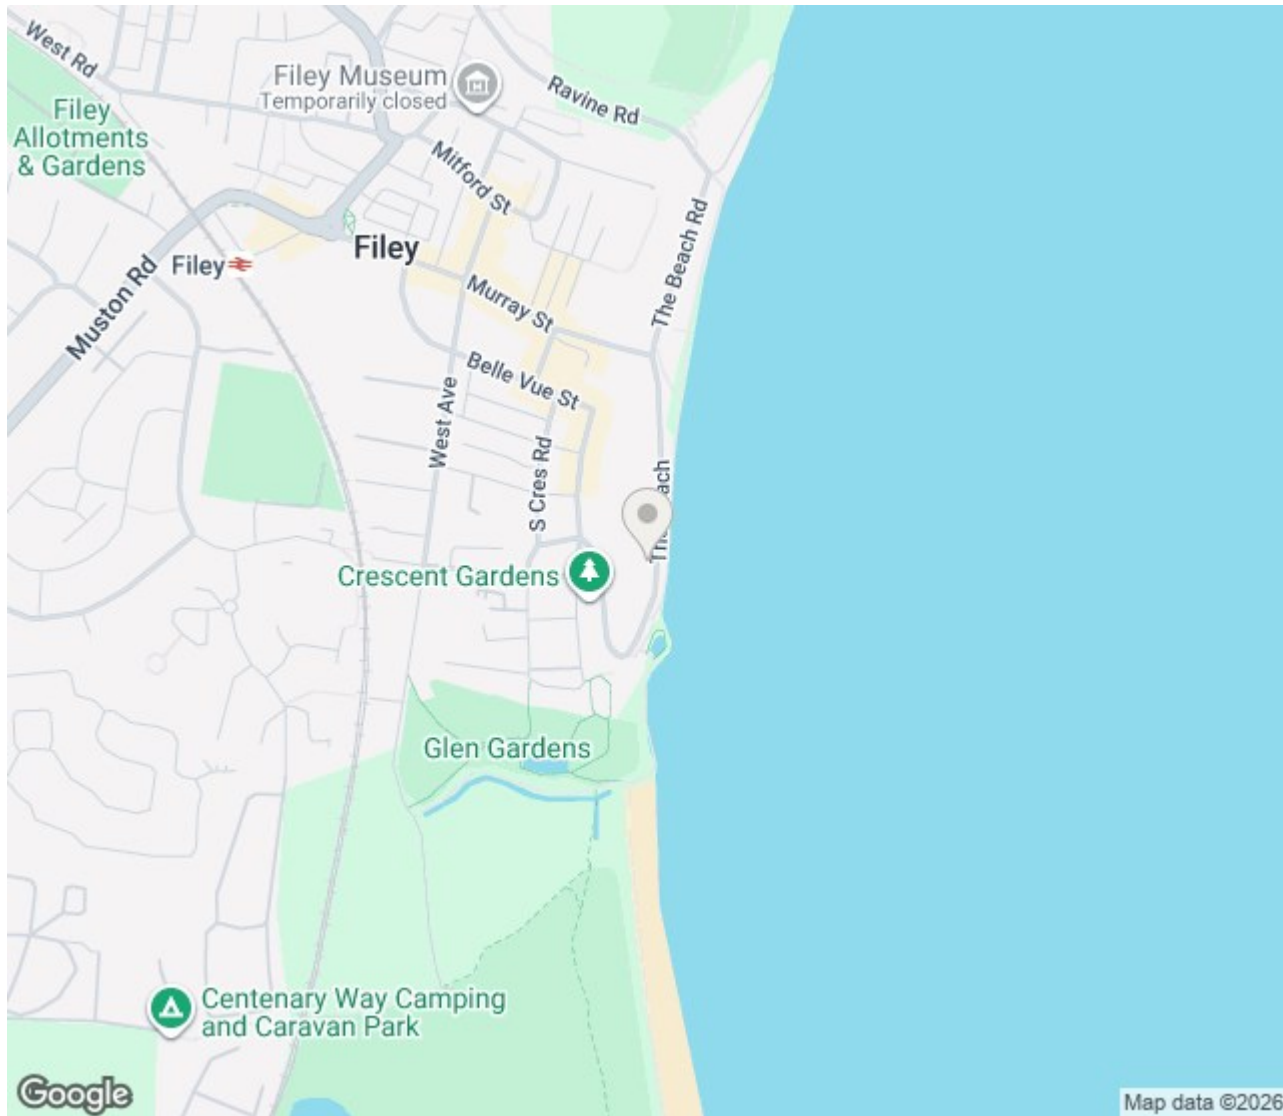 West Rd
Filey Museum
Temporarily closed
Ravine Rd
Filey
Allotments
& Gardens
Mitford St
The Beach Rd
Filey
Filey
Muston Rd
Murray St
Belle Vue St
West Ave
S Cres Rd
Crescent Gardens
Glen Gardens
Centenary Way Camping
and Caravan Park
Google
Map data ©2026